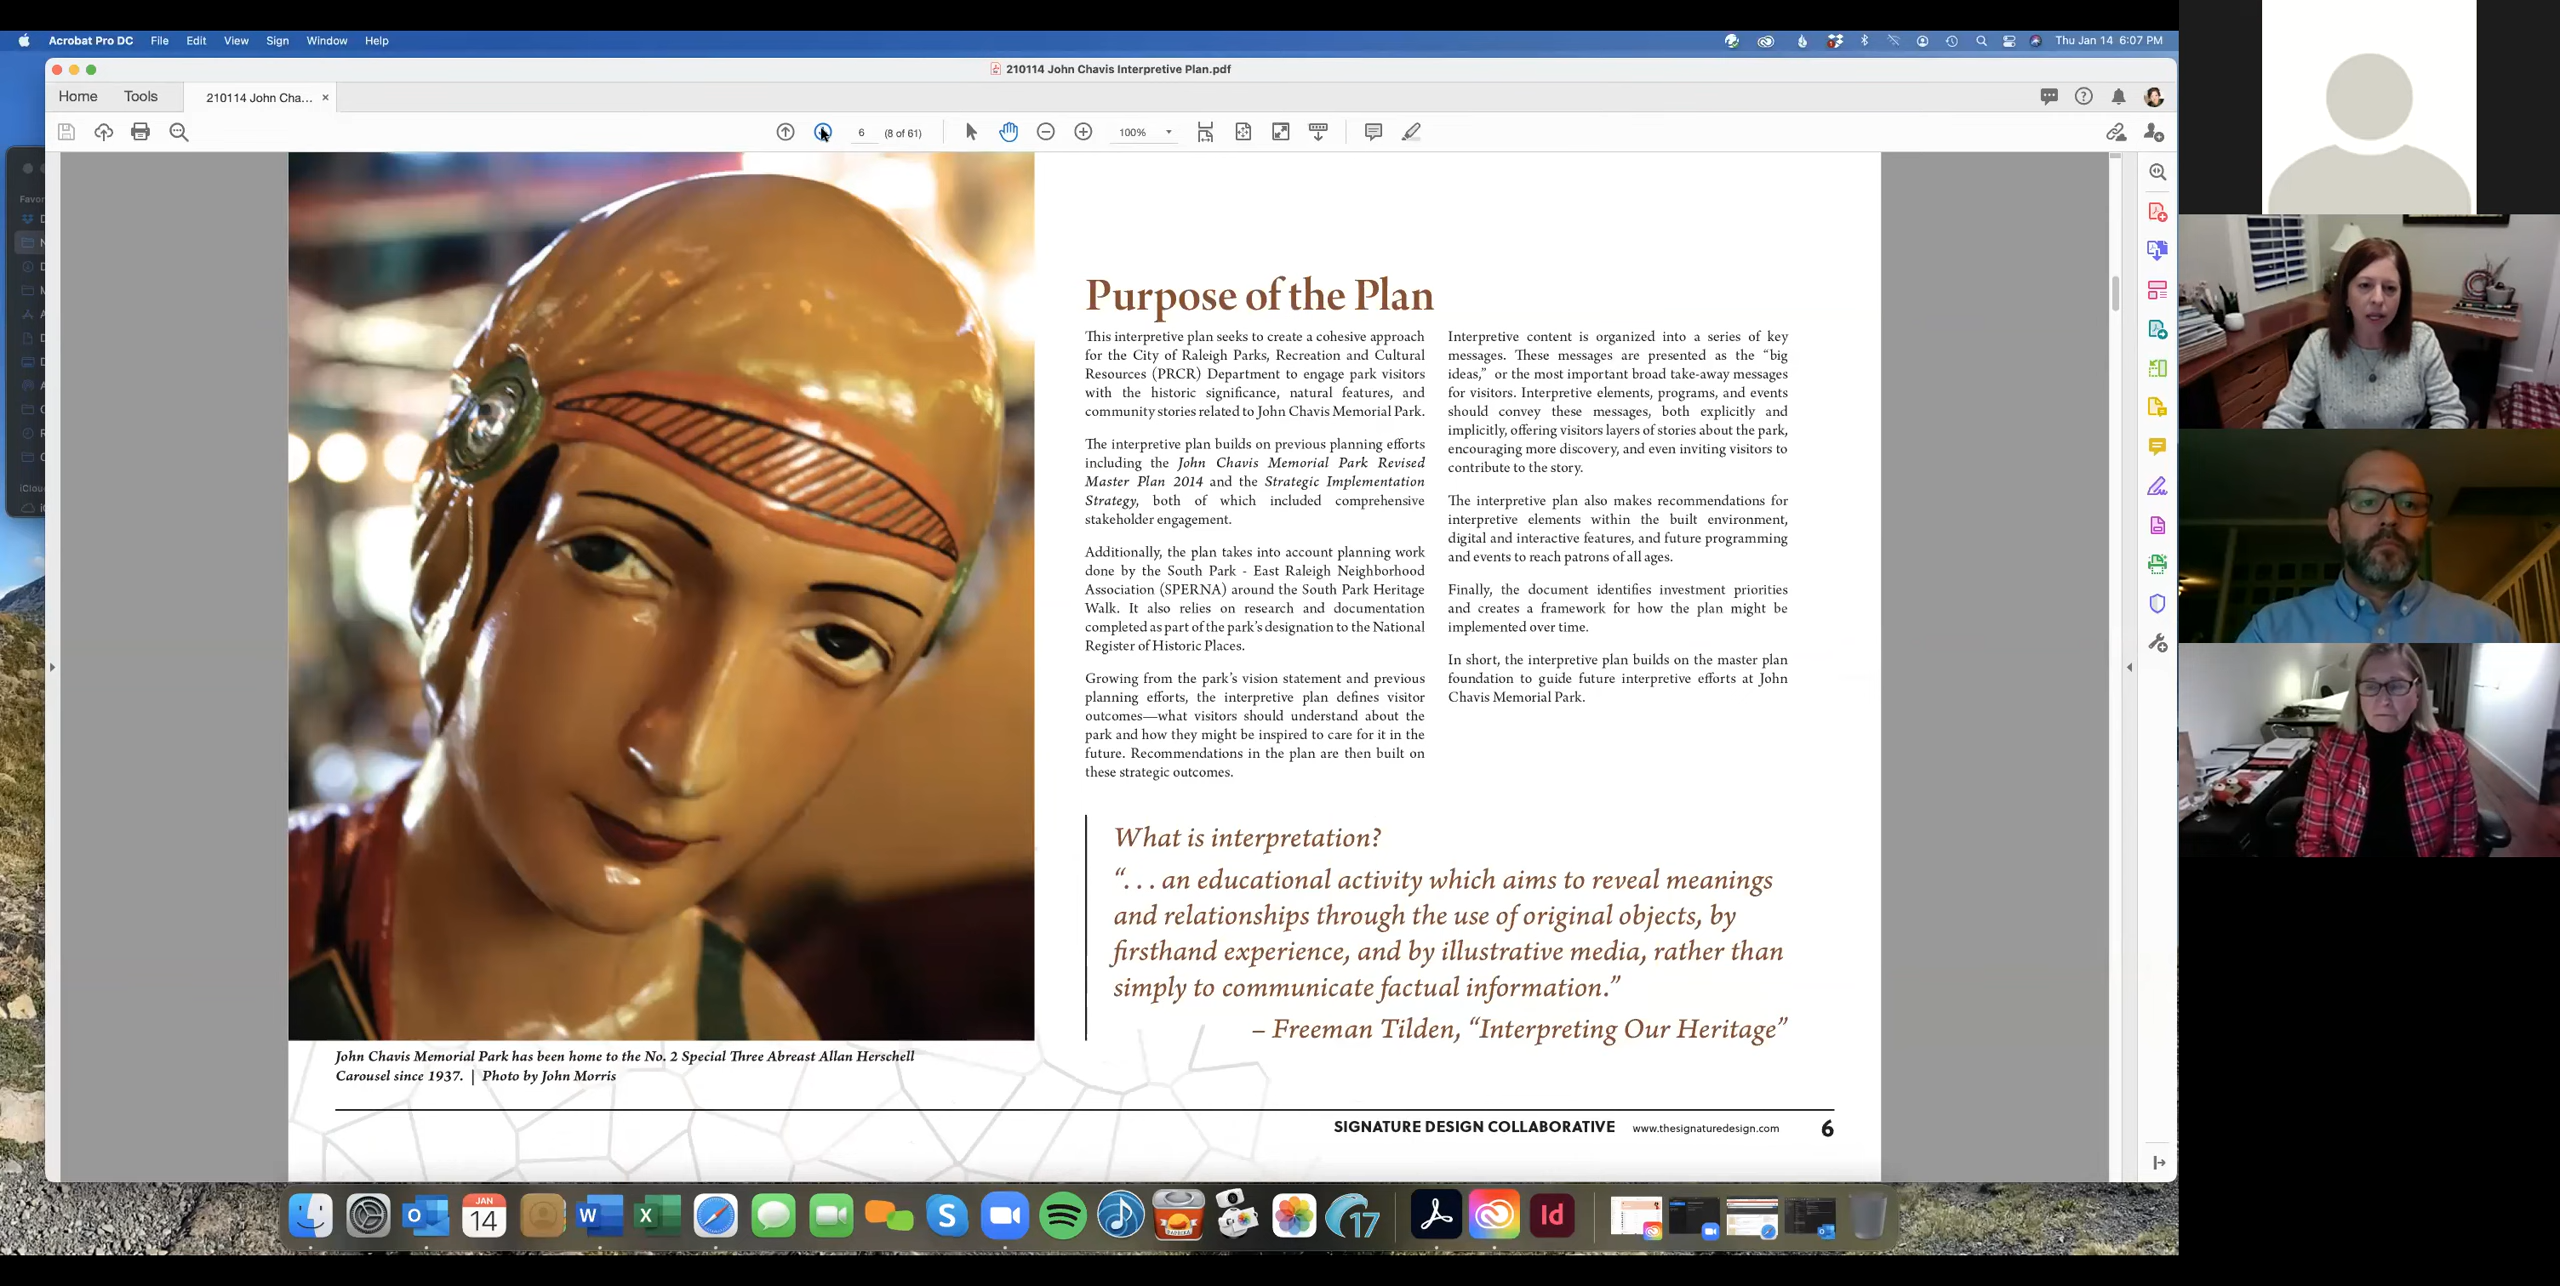 Acrobat Pro DC File Edit View Sign Window Help
Thu Jan 14 6:07 PM
210114 John Chavis Interpretive Plan.pdf
Home Tools 210114 John Cha... ×
6 (8 of 61) 100%
Favor
iClou
Purpose of the Plan
This interpretive plan seeks to create a cohesive approach
for the City of Raleigh Parks, Recreation and Cultural
Resources (PRCR) Department to engage park visitors
with the historic significance, natural features, and
community stories related to John Chavis Memorial Park.
The interpretive plan builds on previous planning efforts
including the John Chavis Memorial Park Revised
Master Plan 2014 and the Strategic Implementation
Strategy, both of which included comprehensive
stakeholder engagement.
Additionally, the plan takes into account planning work
done by the South Park - East Raleigh Neighborhood
Association (SPERNA) around the South Park Heritage
Walk. It also relies on research and documentation
completed as part of the park's designation to the National
Register of Historic Places.
Growing from the park's vision statement and previous
planning efforts, the interpretive plan defines visitor
outcomes—what visitors should understand about the
park and how they might be inspired to care for it in the
future. Recommendations in the plan are then built on
these strategic outcomes.
Interpretive content is organized into a series of key
messages. These messages are presented as the “big
ideas,” or the most important broad take-away messages
for visitors. Interpretive elements, programs, and events
should convey these messages, both explicitly and
implicitly, offering visitors layers of stories about the park,
encouraging more discovery, and even inviting visitors to
contribute to the story.
The interpretive plan also makes recommendations for
interpretive elements within the built environment,
digital and interactive features, and future programming
and events to reach patrons of all ages.
Finally, the document identifies investment priorities
and creates a framework for how the plan might be
implemented over time.
In short, the interpretive plan builds on the master plan
foundation to guide future interpretive efforts at John
Chavis Memorial Park.
What is interpretation?
“. . . an educational activity which aims to reveal meanings
and relationships through the use of original objects, by
firsthand experience, and by illustrative media, rather than
simply to communicate factual information.”
– Freeman Tilden, “Interpreting Our Heritage”
John Chavis Memorial Park has been home to the No. 2 Special Three Abreast Allan Herschell
Carousel since 1937. | Photo by John Morris
SIGNATURE DESIGN COLLABORATIVE www.thesignaturedesign.com 6
JAN
14
17
Id